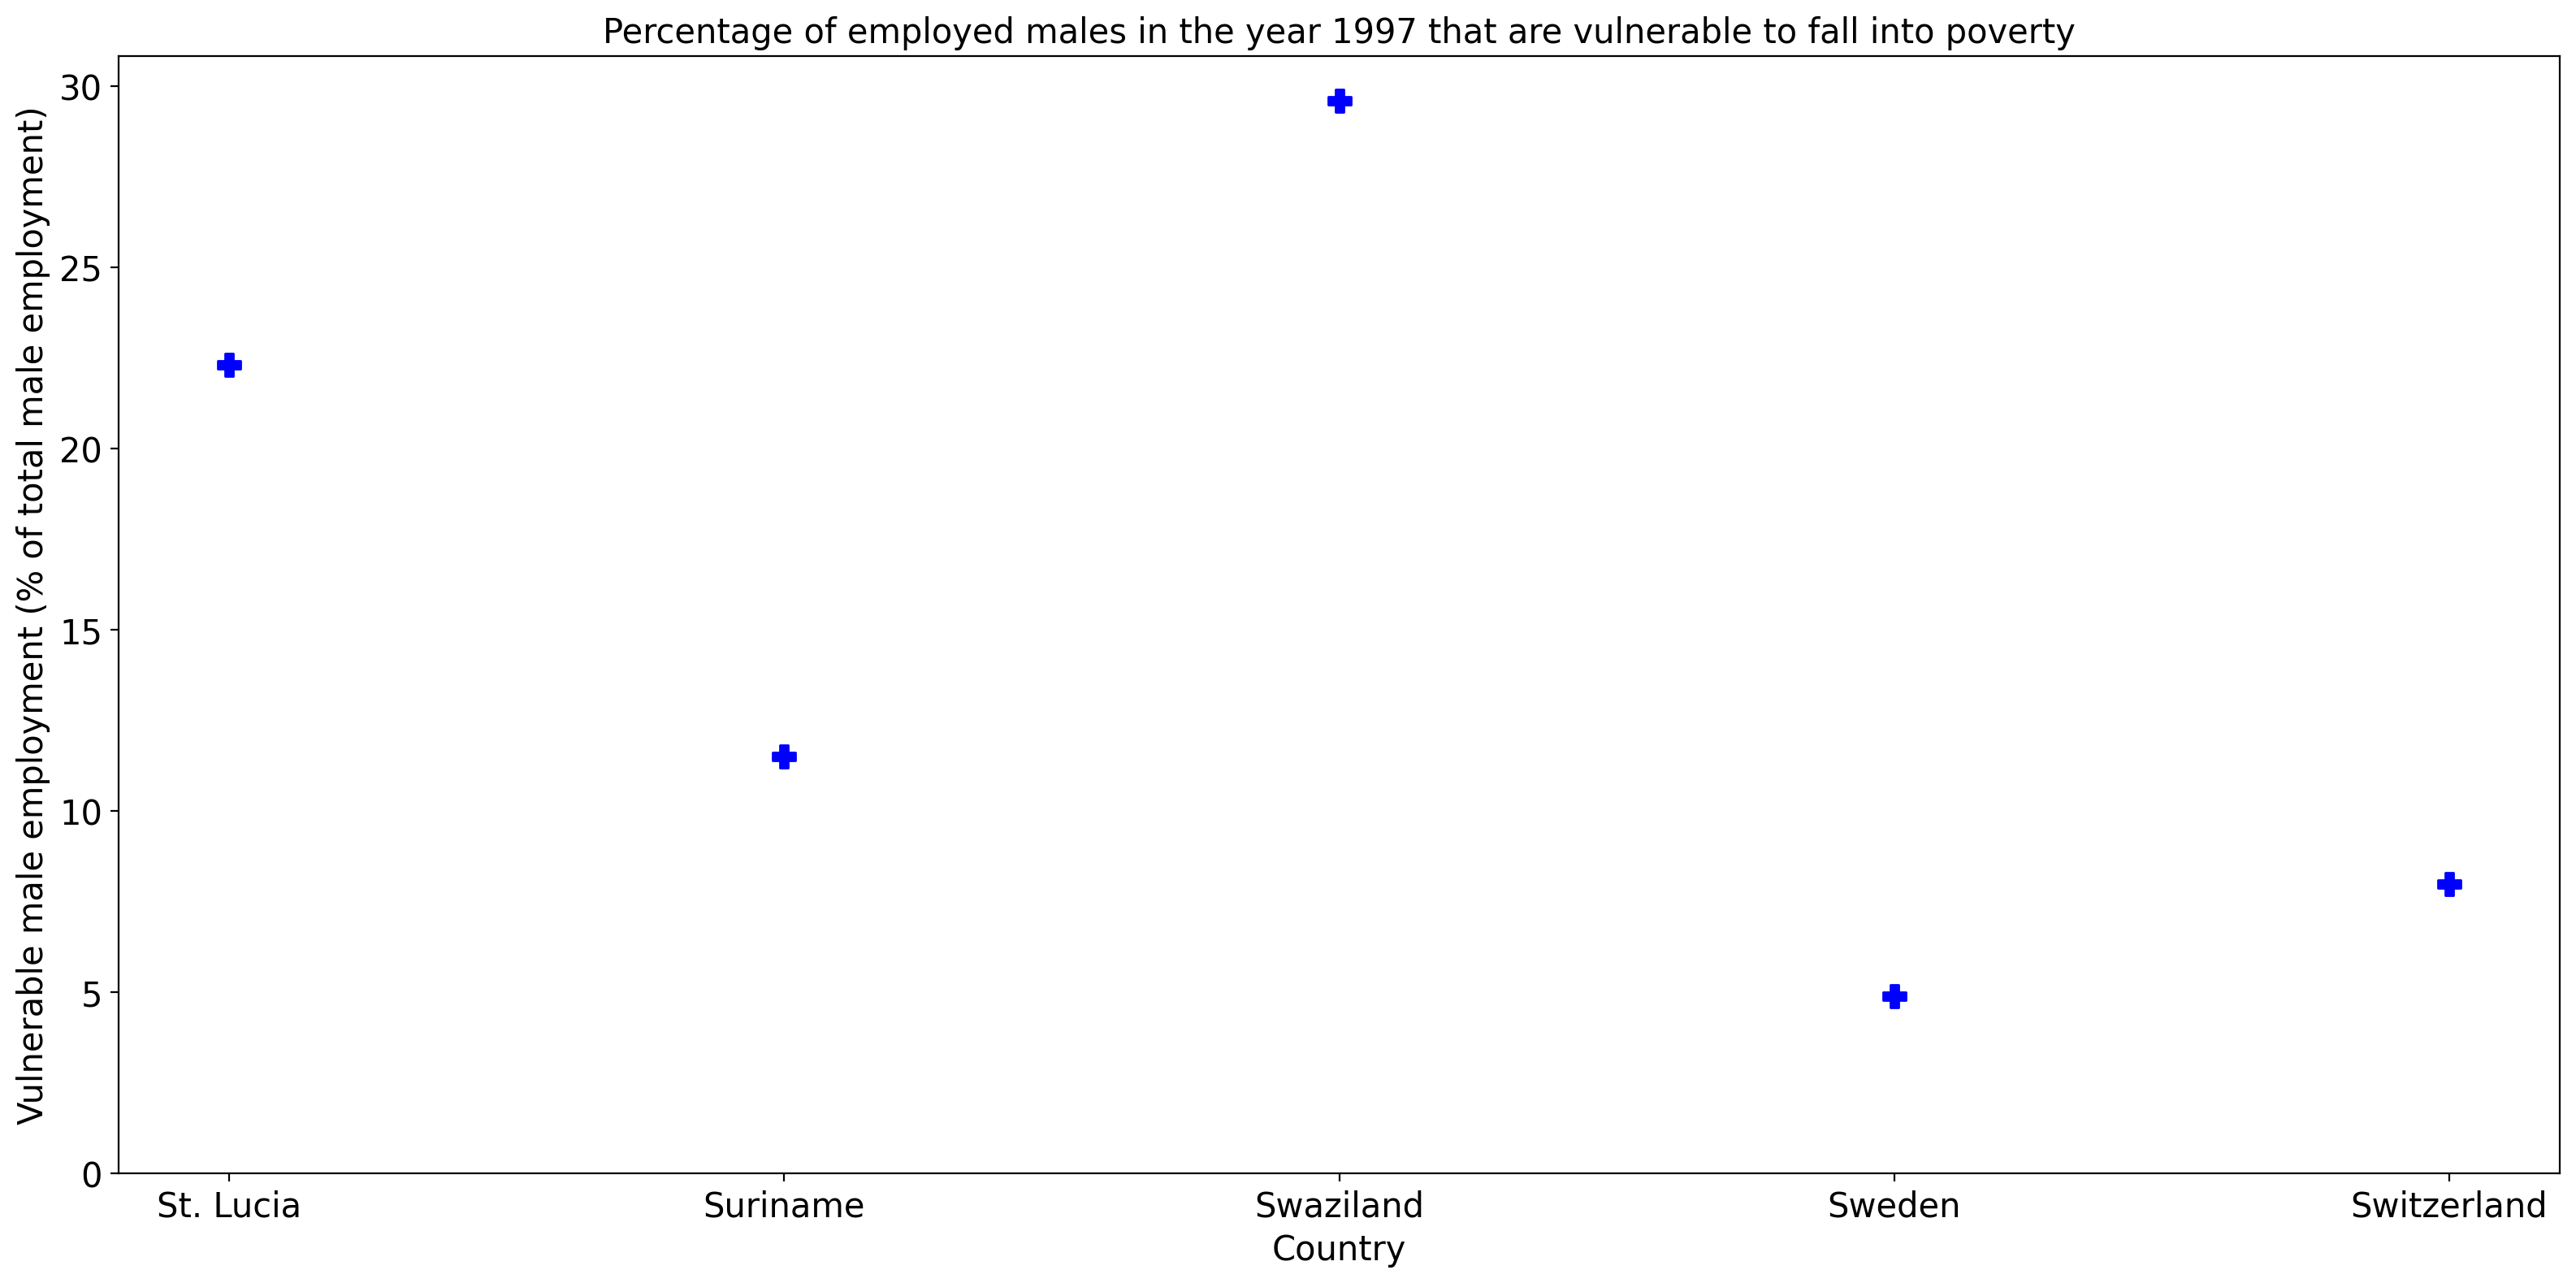 Percentage of employed males in the year 1997 that are vulnerable to fall into poverty
Vulnerable male employment (% of total male employment)
30
25
20
15
10
5
0
St. Lucia
Suriname
Swaziland
Sweden
Switzerland
Country